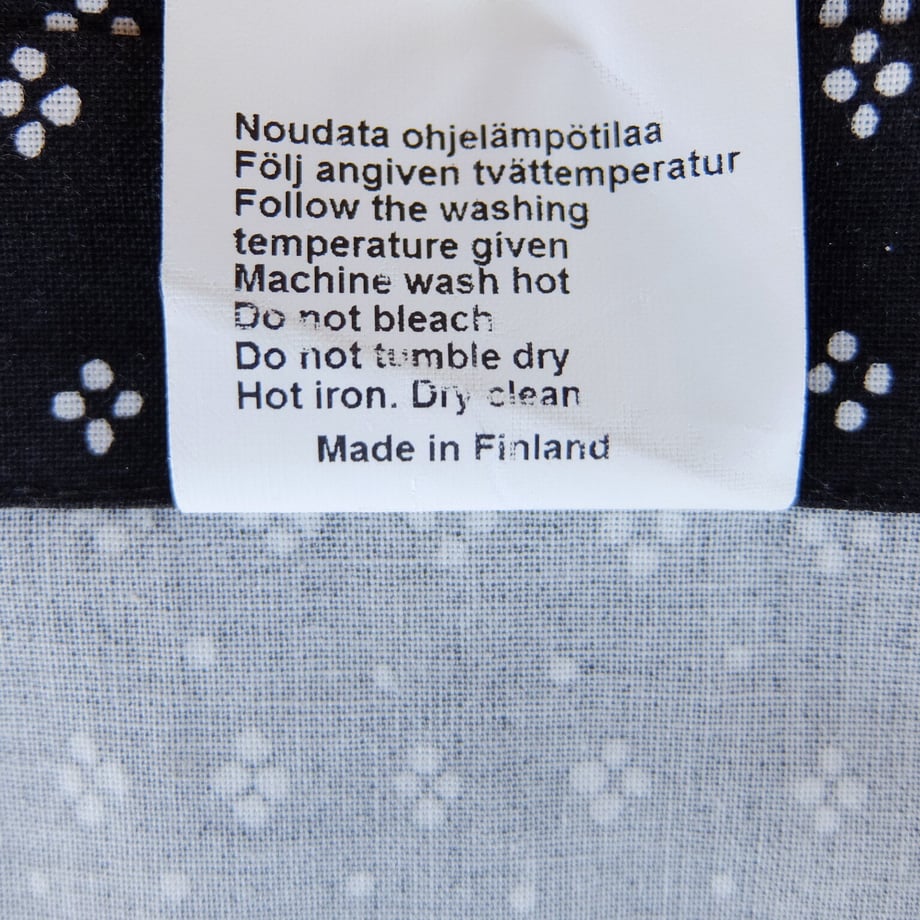 Noudata ohjelämpötilaa
Följ angiven tvättemperatur
Follow the washing
temperature given
Machine wash hot
Do not bleach
Do not tumble dry
Hot iron. Dry clean
Made in Finland